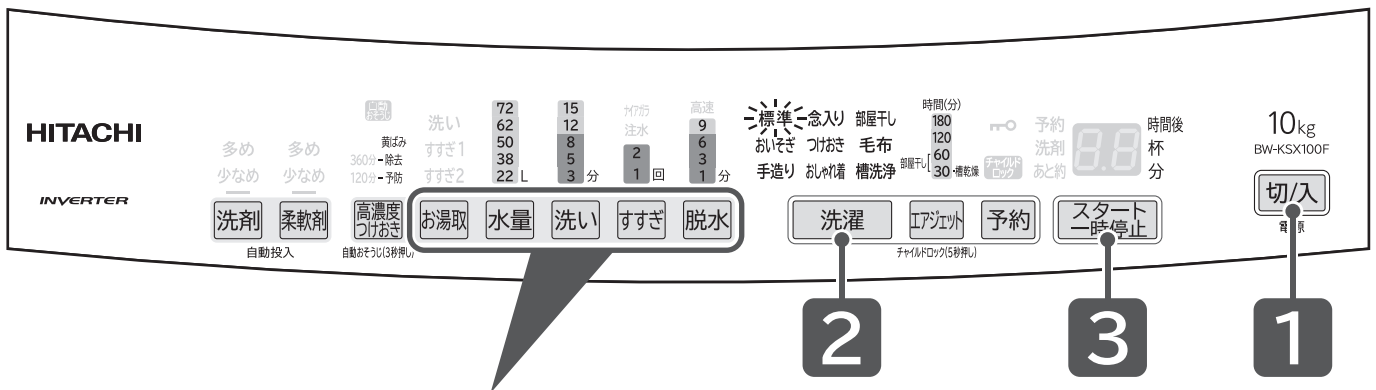 HITACHI
INVERTER
多め
少なめ
洗剤
多め
少なめ
柔軟剤
自動投入
自動
おそうじ
黄ばみ
360分-除去
120分-予防
高濃度
つけおき
自動おそうじ(3秒押し)
洗い
すすぎ1
すすぎ2
お湯取
72
62
50
38
22 L
水量
15
12
8
5
3 分
洗い
ナイアガラ
注水
2
1 回
すすぎ
高速
9
6
3
1 分
脱水
標準 念入り 部屋干し
おいそぎ つけおき 毛布
手造り おしゃれ着 槽洗浄
洗濯
時間(分)
180
120
60
30
部屋干し
・槽乾燥
エアジェット
チャイルド
ロック
チャイルドロック(5秒押し)
予約
洗剤
あと約
8.8
時間後
杯
分
予約
スタート
一時停止
10kg
BW-KSX100F
切/入
電源
2
3
1